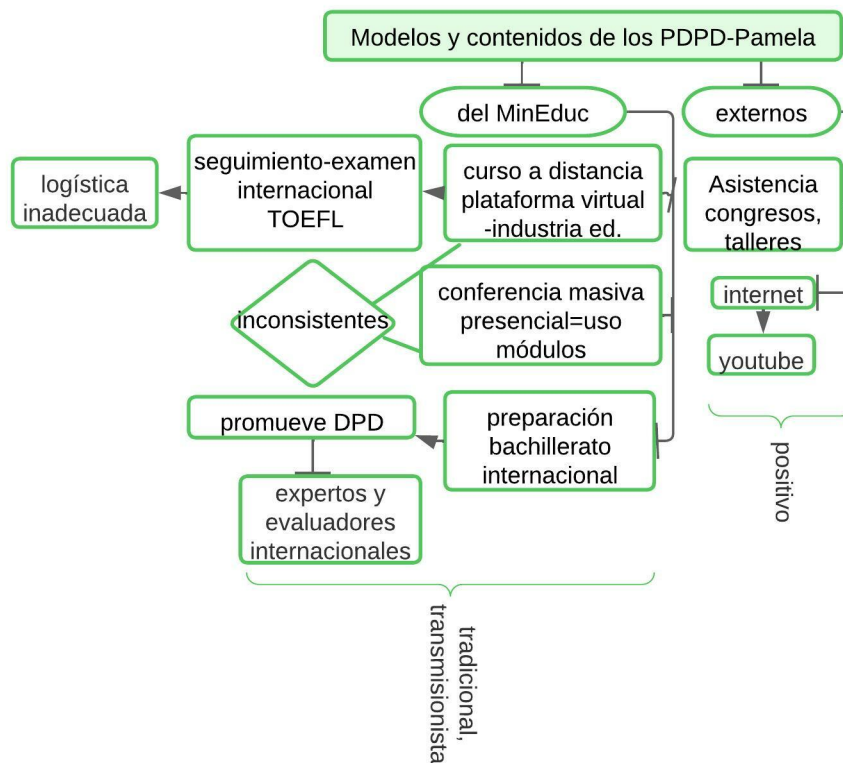 Modelos y contenidos de los PDPD-Pamela
del MinEduc
externos
seguimiento-examen
internacional
TOEFL
logística
inadecuada
curso a distancia
plataforma virtual
-industria ed.
Asistencia
congresos,
talleres
internet
youtube
inconsistentes
conferencia masiva
presencial=uso
módulos
promueve DPD
preparación
bachillerato
internacional
expertos y
evaluadores
internacionales
positivo
tradicional,
transmisionista